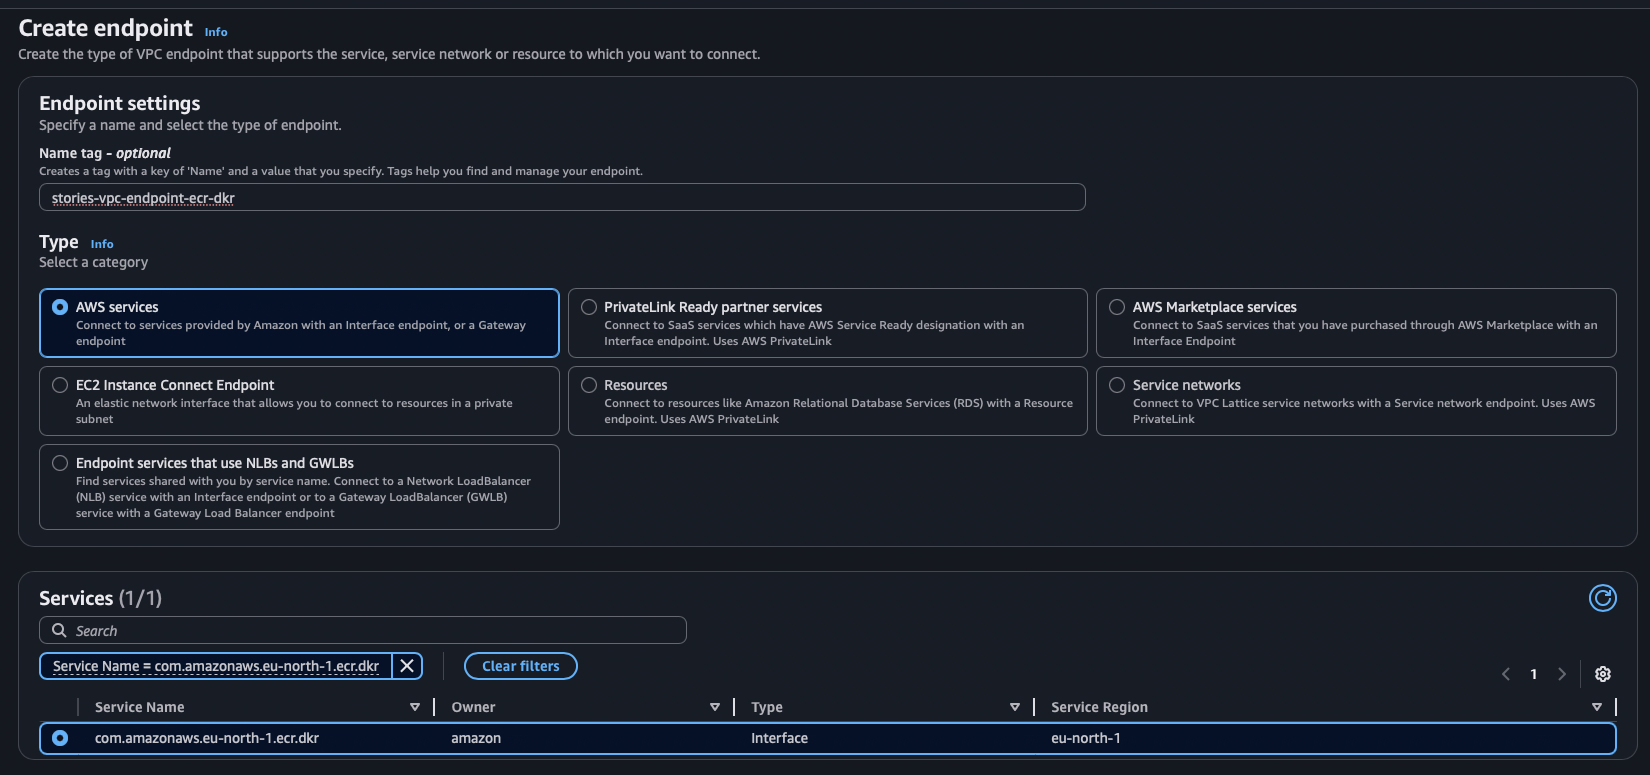 Create endpoint Info
Create the type of VPC endpoint that supports the service, service network or resource to which you want to connect.
Endpoint settings
Specify a name and select the type of endpoint.
Name tag - optional
Creates a tag with a key of 'Name' and a value that you specify. Tags help you find and manage your endpoint.
stories-vpc-endpoint-ecr-dkr
Type Info
Select a category
AWS services
Connect to services provided by Amazon with an Interface endpoint, or a Gateway
endpoint
PrivateLink Ready partner services
Connect to SaaS services which have AWS Service Ready designation with an
Interface endpoint. Uses AWS PrivateLink
AWS Marketplace services
Connect to SaaS services that you have purchased through AWS Marketplace with an
Interface Endpoint
EC2 Instance Connect Endpoint
An elastic network interface that allows you to connect to resources in a private
subnet
Resources
Connect to resources like Amazon Relational Database Services (RDS) with a Resource
endpoint. Uses AWS PrivateLink
Service networks
Connect to VPC Lattice service networks with a Service network endpoint. Uses AWS
PrivateLink
Endpoint services that use NLBs and GWLBs
Find services shared with you by service name. Connect to a Network LoadBalancer
(NLB) service with an Interface endpoint or to a Gateway LoadBalancer (GWLB)
service with a Gateway Load Balancer endpoint
Services (1/1)
Search
Service Name = com.amazonaws.eu-north-1.ecr.dkr
Clear filters
1
Service Name Owner Type Service Region
com.amazonaws.eu-north-1.ecr.dkr amazon Interface eu-north-1